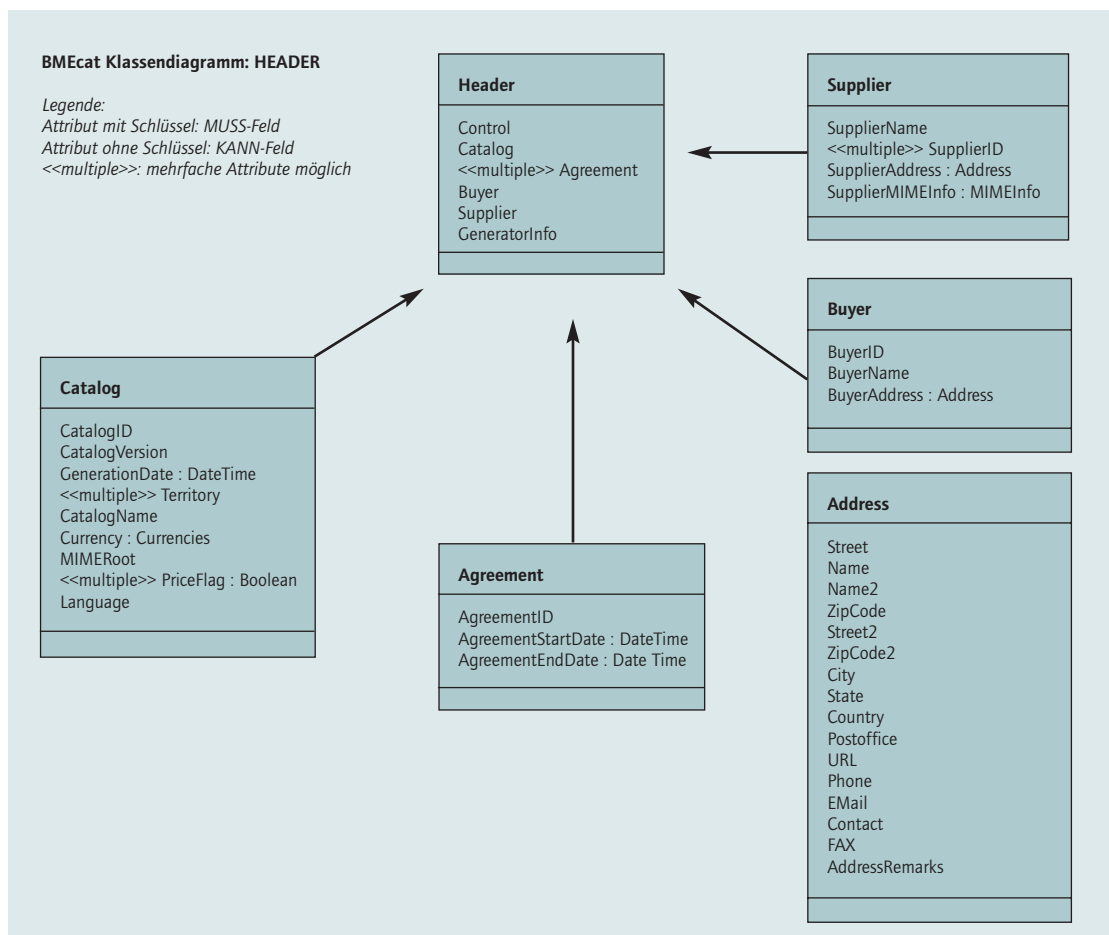 BMEcat Klassendiagramm: HEADER
Legende:
Attribut mit Schlüssel: MUSS-Feld
Attribut ohne Schlüssel: KANN-Feld
<<multiple>>: mehrfache Attribute möglich
Header
Control
Catalog
<<multiple>> Agreement
Buyer
Supplier
GeneratorInfo
Supplier
SupplierName
<<multiple>> SupplierID
SupplierAddress : Address
SupplierMIMEInfo : MIMEInfo
Buyer
BuyerID
BuyerName
BuyerAddress : Address
Catalog
CatalogID
CatalogVersion
GenerationDate : DateTime
<<multiple>> Territory
CatalogName
Currency : Currencies
MIMERoot
<<multiple>> PriceFlag : Boolean
Language
Agreement
AgreementID
AgreementStartDate : DateTime
AgreementEndDate : Date Time
Address
Street
Name
Name2
ZipCode
Street2
ZipCode2
City
State
Country
Postoffice
URL
Phone
EMail
Contact
FAX
AddressRemarks